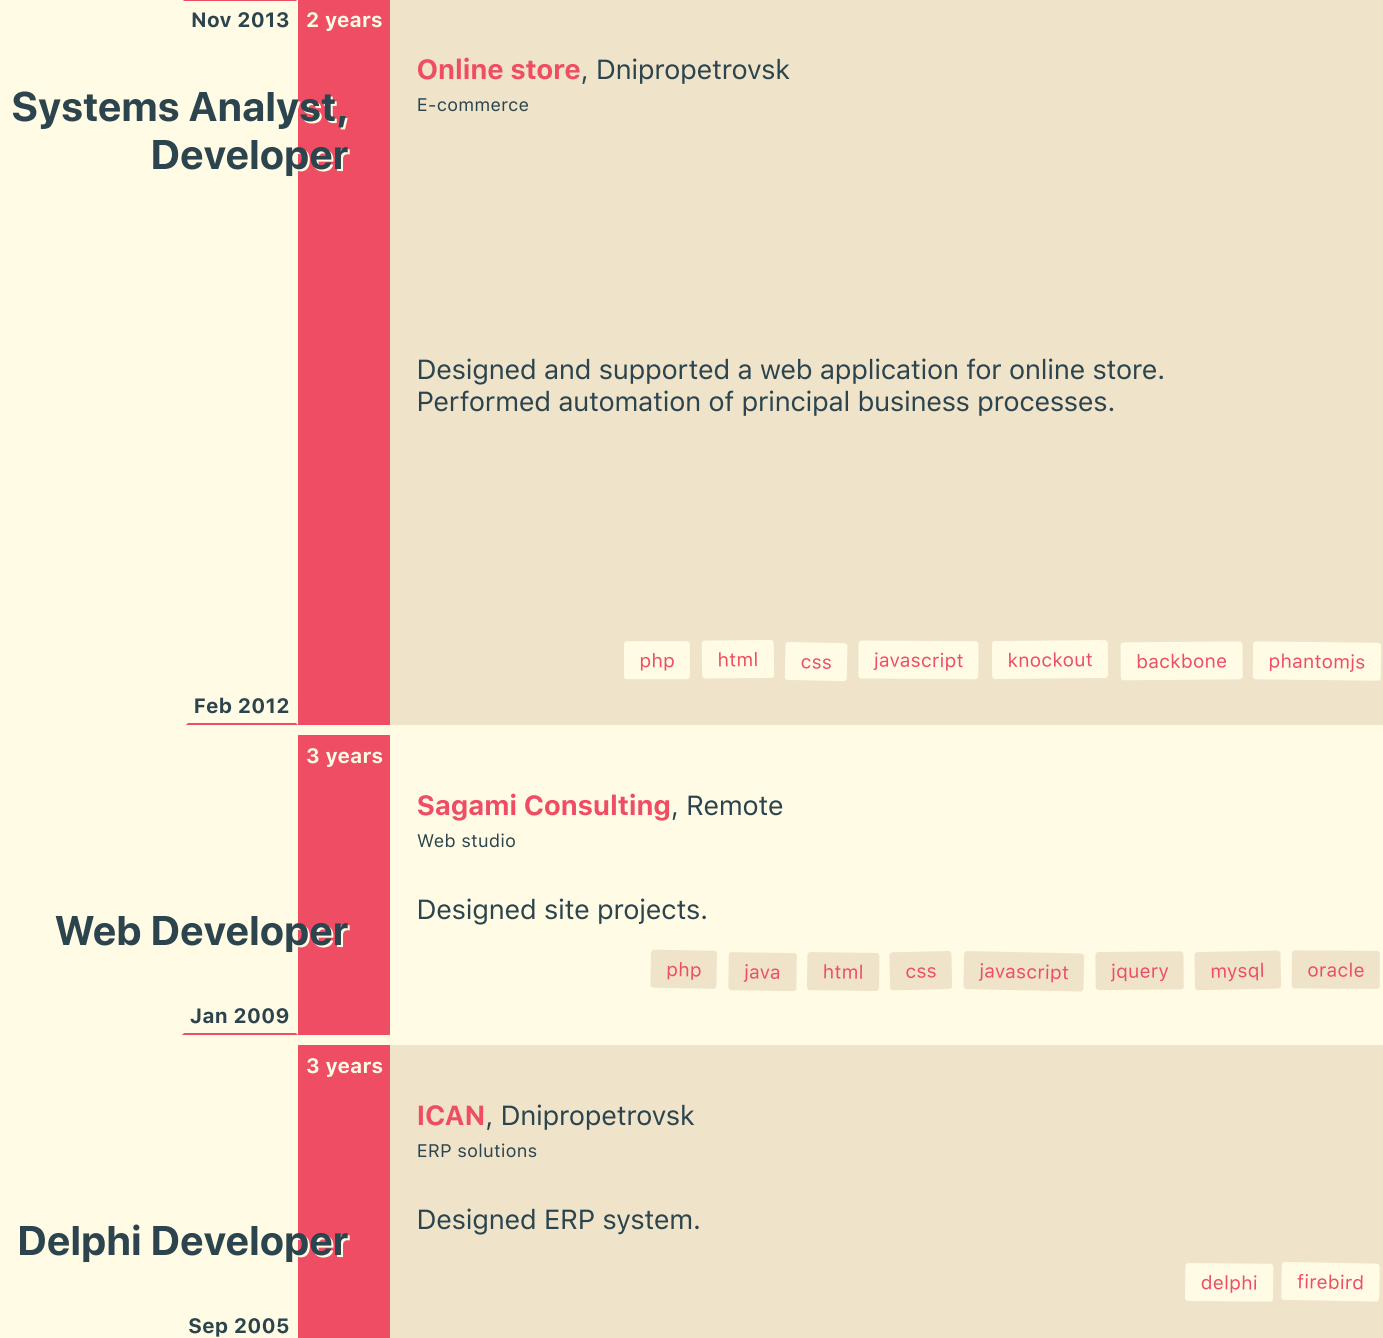 Nov 2013
2 years
Online store, Dnipropetrovsk
E-commerce
Systems Analyst,
Developer
Designed and supported a web application for online store.
Performed automation of principal business processes.
php html css javascript knockout backbone phantomjs
Feb 2012
3 years
Sagami Consulting, Remote
Web studio
Web Developer
Designed site projects.
php java html css javascript jquery mysql oracle
Jan 2009
3 years
ICAN, Dnipropetrovsk
ERP solutions
Delphi Developer
Designed ERP system.
delphi firebird
Sep 2005